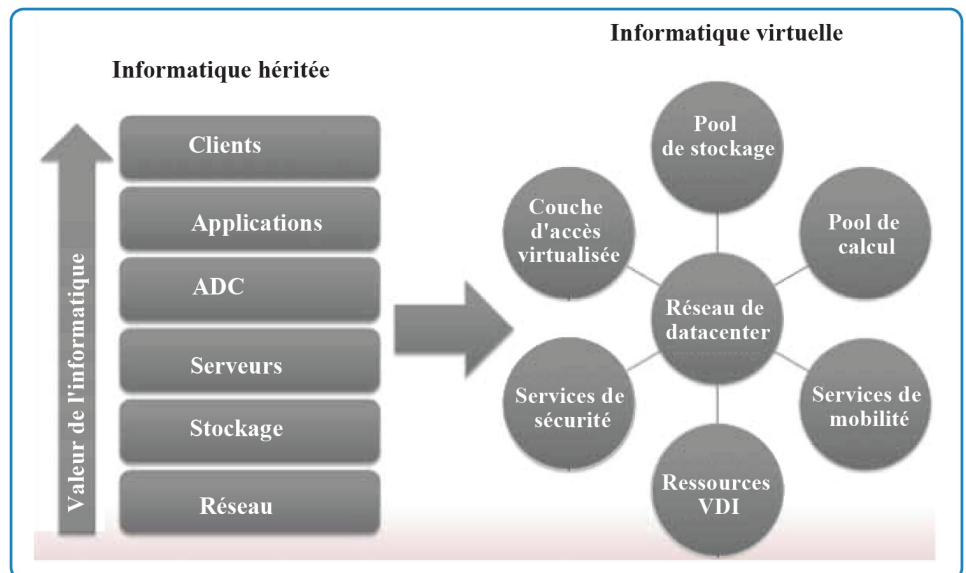 Informatique héritée
Valeur de l'informatique
Clients
Applications
ADC
Serveurs
Stockage
Réseau
Informatique virtuelle
Pool
de stockage
Couche
d'accès
virtualisée
Pool de
calcul
Réseau de
datacenter
Services de
sécurité
Services de
mobilité
Ressources
VDI